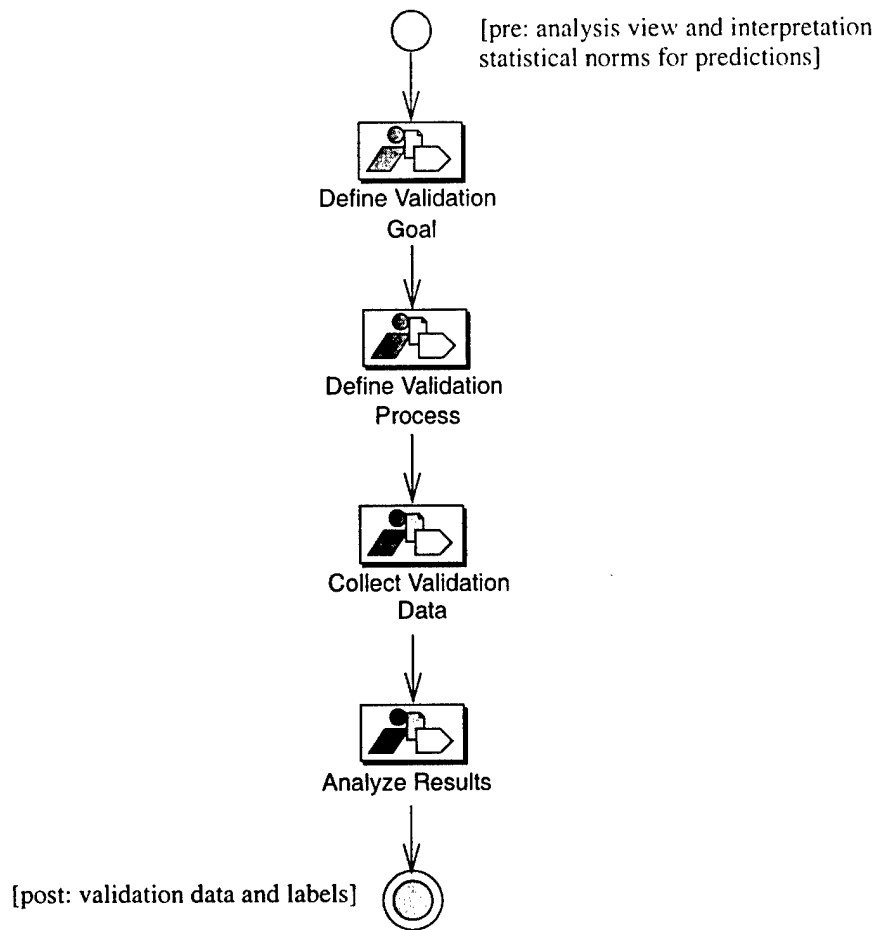 [pre: analysis view and interpretation
statistical norms for predictions]
Define Validation
Goal
Define Validation
Process
Collect Validation
Data
Analyze Results
[post: validation data and labels]